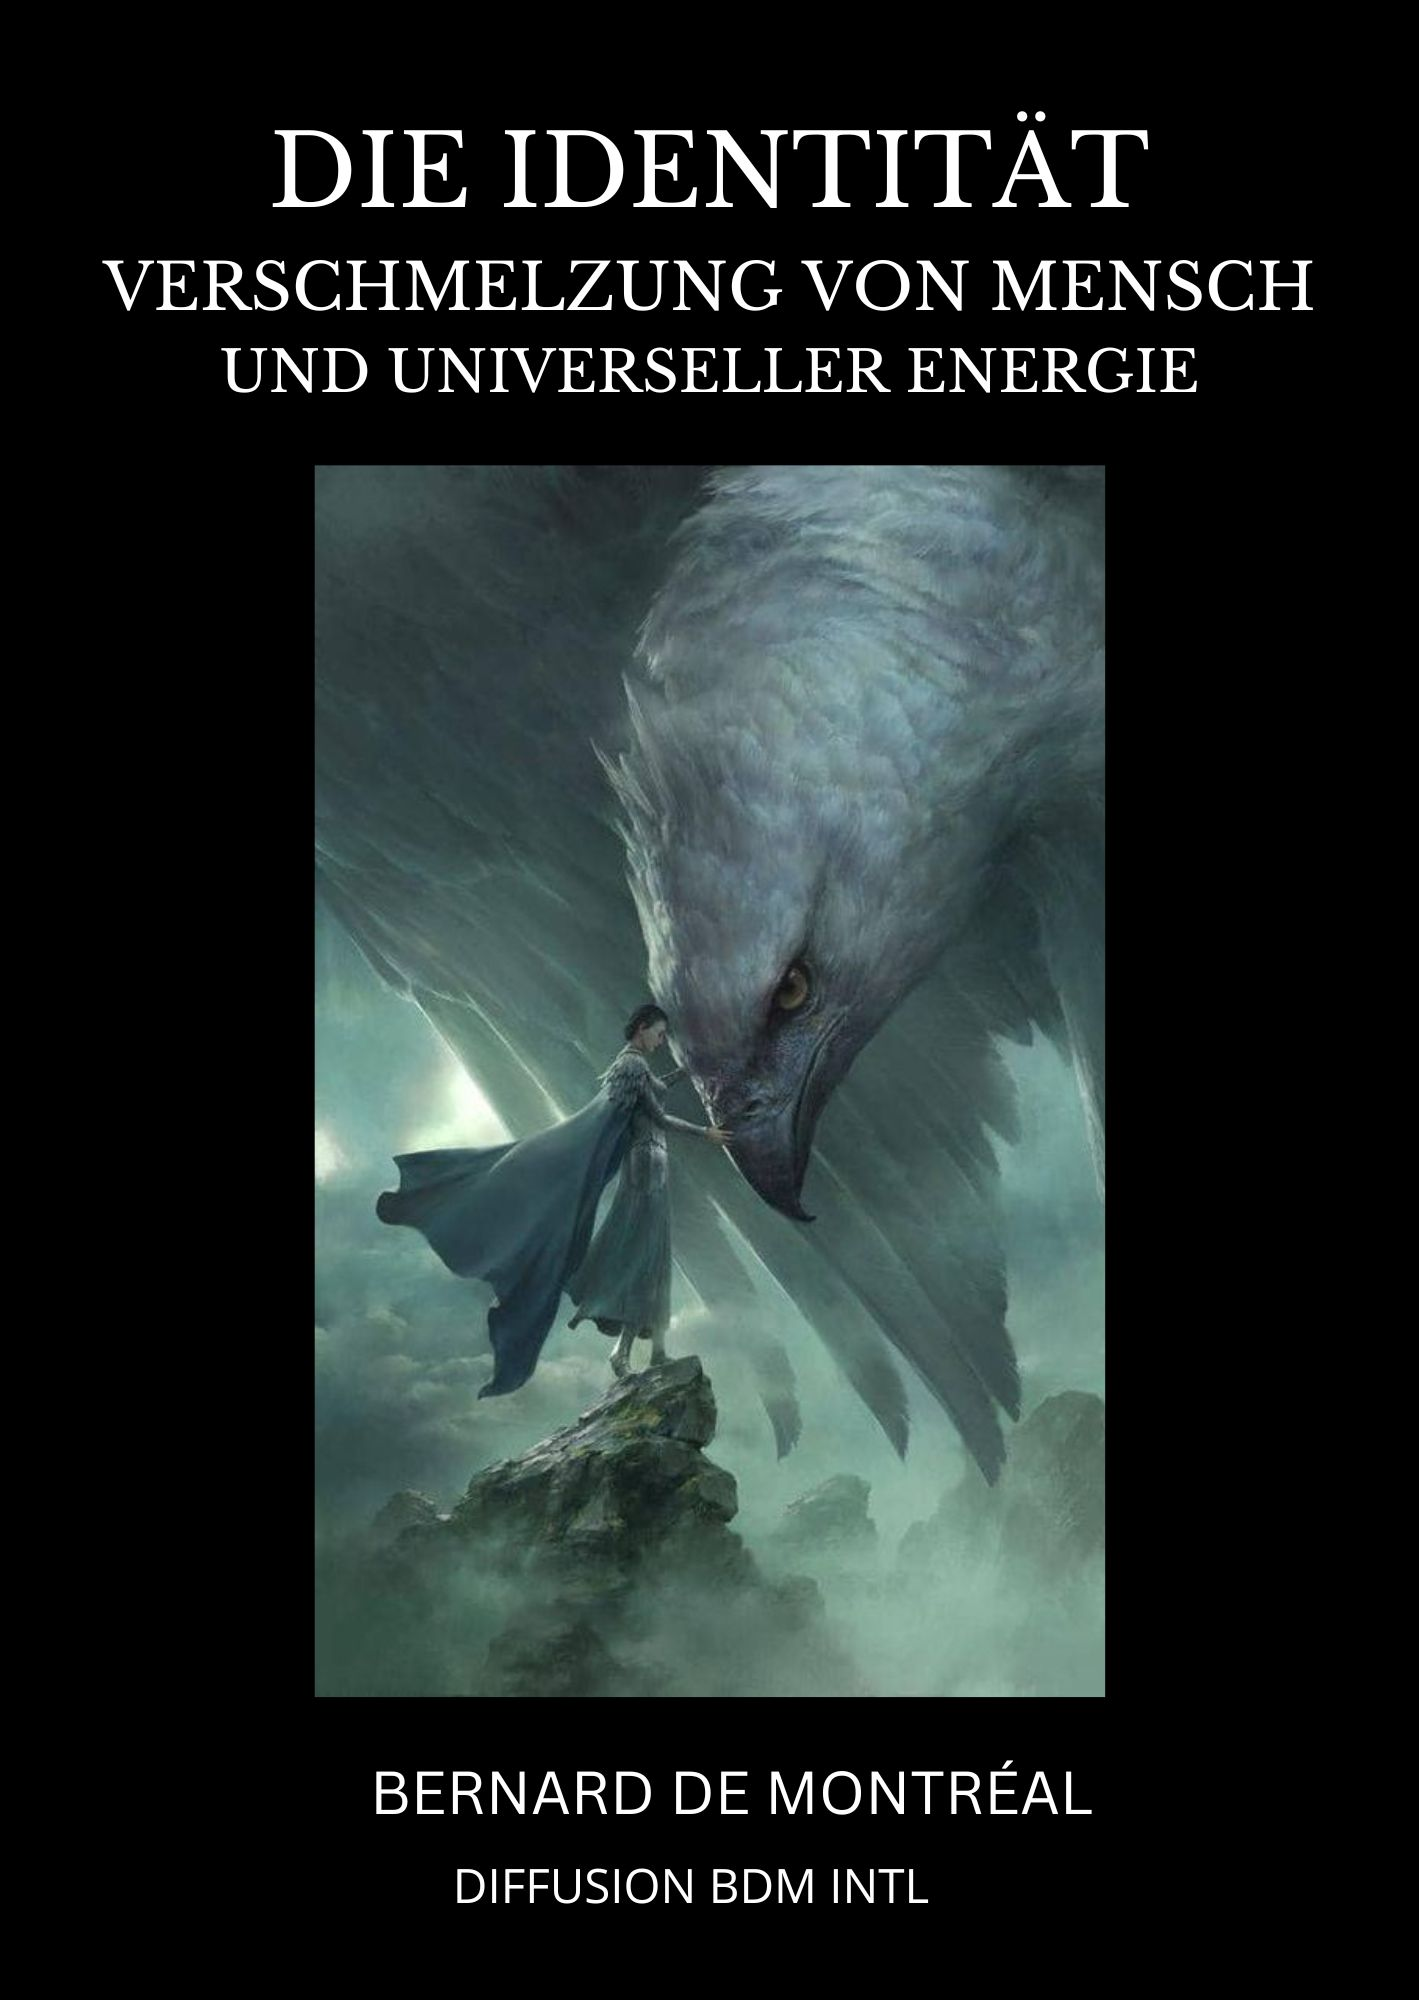 DIE IDENTITÄT
VERSCHMELZUNG VON MENSCH
UND UNIVERSELLER ENERGIE
BERNARD DE MONTRÉAL
DIFFUSION BDM INTL